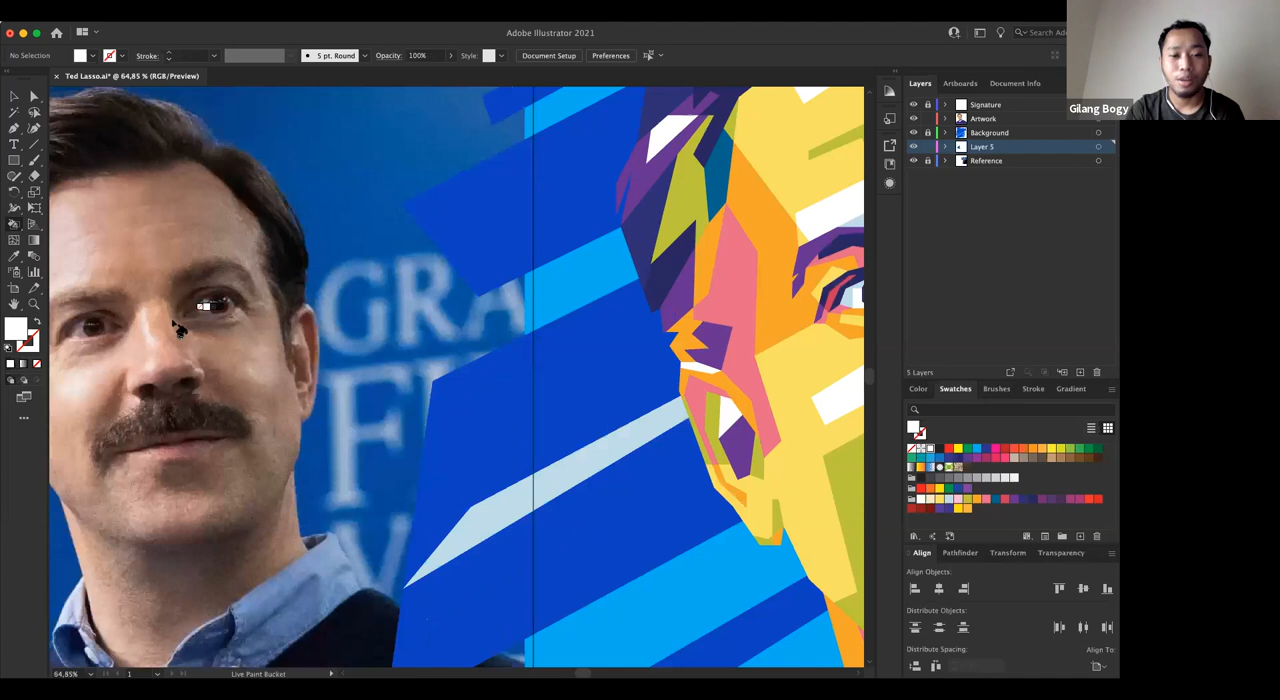 Adobe Illustrator 2021
Search Ad
No Selection
Stroke:
5 pt. Round
Opacity:
100%
Style:
Document Setup
Preferences
× Ted Lasso.ai* @ 64,85 % (RGB/Preview)
Gilang Bogy
Layers
Artboards
Document Info
Signature
Artwork
Background
Layer 5
Reference
GRA
F
V
5 Layers
Color
Swatches
Brushes
Stroke
Gradient
Align
Pathfinder
Transform
Transparency
Align Objects:
Distribute Objects:
Distribute Spacing:
Align To:
64,85%
1
Live Paint Bucket